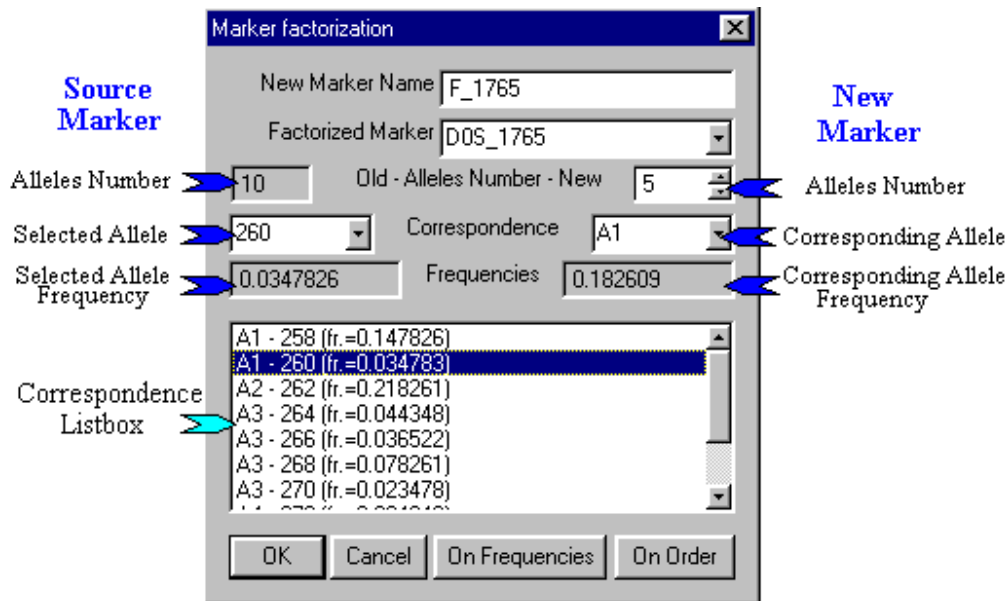 Marker factorization
Source
Marker
New Marker Name F_1765
New
Marker
Factorized Marker D0S_1765
Alleles Number 10 Old - Alleles Number - New 5 Alleles Number
Selected Allele 260 Correspondence A1 Corresponding Allele
Selected Allele
Frequency
0.0347826 Frequencies 0.182609
Corresponding Allele
Frequency
Correspondence
Listbox
A1 - 258 (fr.=0.147826)
A1 - 260 (fr.=0.034783)
A2 - 262 (fr.=0.218261)
A3 - 264 (fr.=0.044348)
A3 - 266 (fr.=0.036522)
A3 - 268 (fr.=0.078261)
A3 - 270 (fr.=0.023478)
OK Cancel On Frequencies On Order